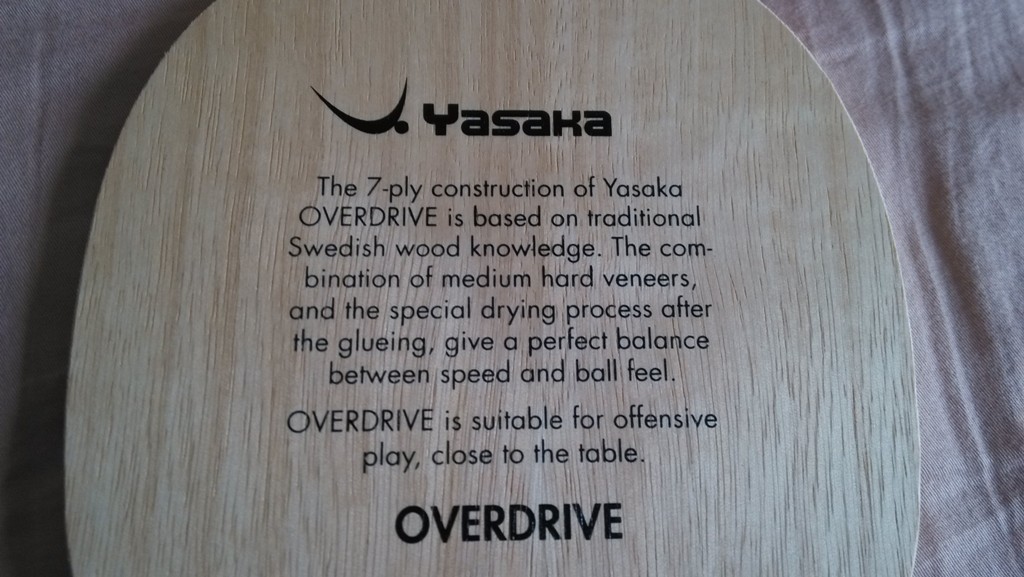 Yasaka
The 7-ply construction of Yasaka
OVERDRIVE is based on traditional
Swedish wood knowledge. The com-
bination of medium hard veneers,
and the special drying process after
the glueing, give a perfect balance
between speed and ball feel.
OVERDRIVE is suitable for offensive
play, close to the table.
OVERDRIVE